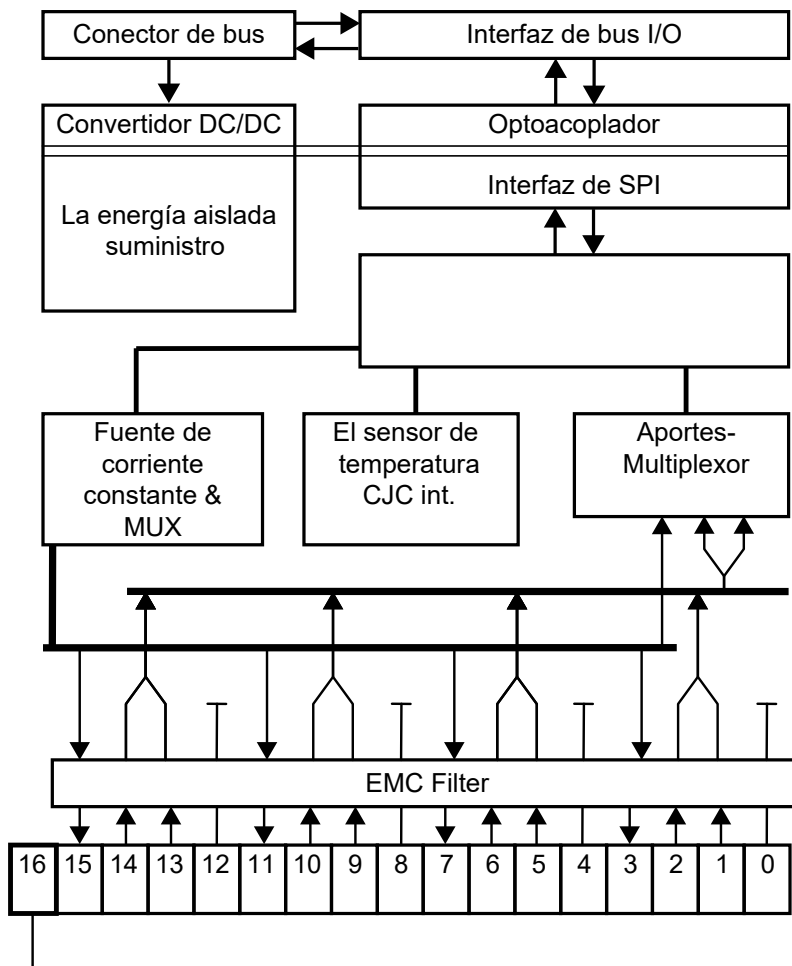 Conector de bus
Interfaz de bus I/O
Convertidor DC/DC
Optoacoplador
Interfaz de SPI
La energía aislada
suministro
Fuente de
corriente
constante &
MUX
El sensor de
temperatura
CJC int.
Aportes-
Multiplexor
EMC Filter
16 15 14 13 12 11 10 9 8 7 6 5 4 3 2 1 0